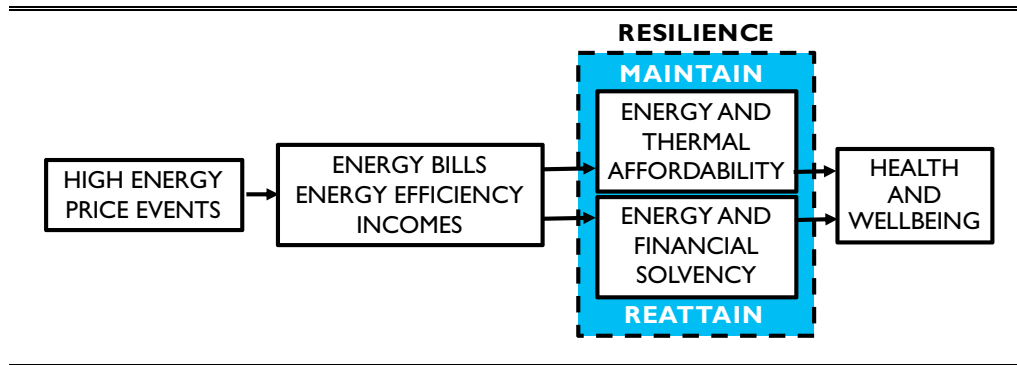 RESILIENCE
MAINTAIN
HIGH ENERGY
PRICE EVENTS
ENERGY BILLS
ENERGY EFFICIENCY
INCOMES
ENERGY AND
THERMAL
AFFORDABILITY
ENERGY AND
FINANCIAL
SOLVENCY
REATTAIN
HEALTH
AND
WELLBEING